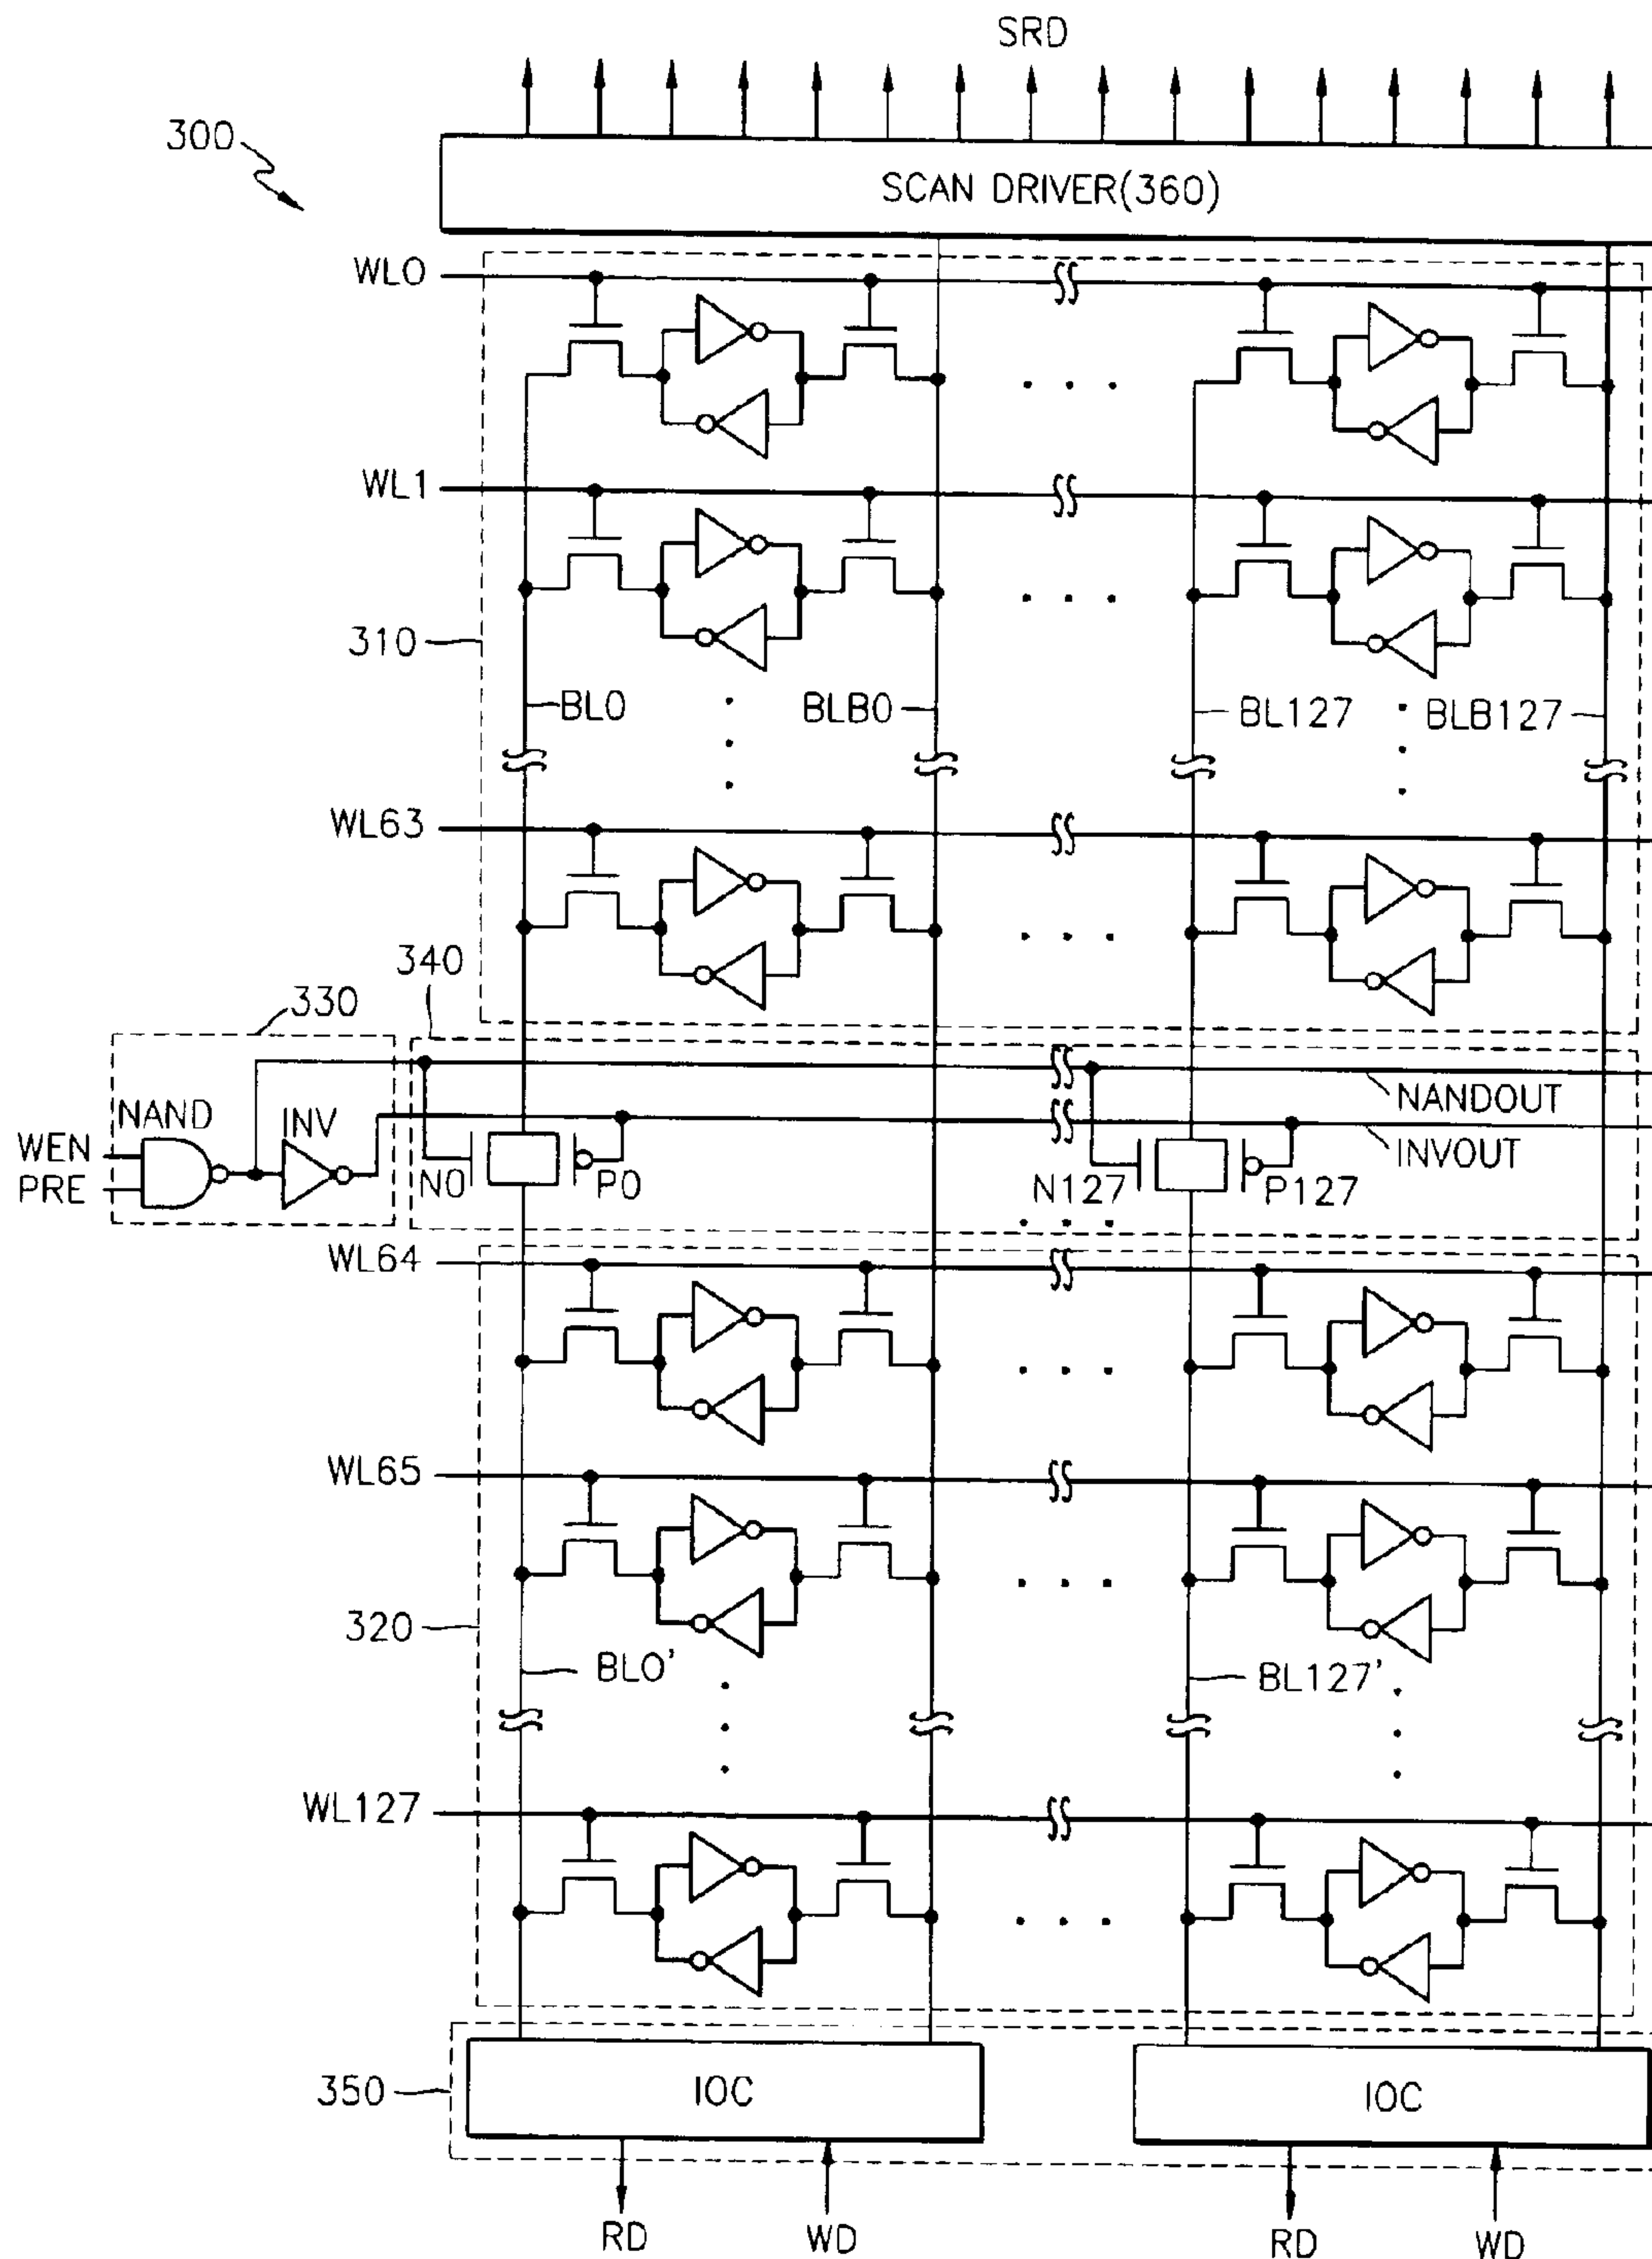 SRD
300
SCAN DRIVER(360)
WL0
WL1
310
BL0
BLB0
BL127
BLB127
WL63
340
330
NANDOUT
NAND
INV
INVOUT
WEN
PRE
N0
P0
N127
P127
WL64
WL65
320
BL0'
BL127'
WL127
350
IOC
IOC
RD
WD
RD
WD